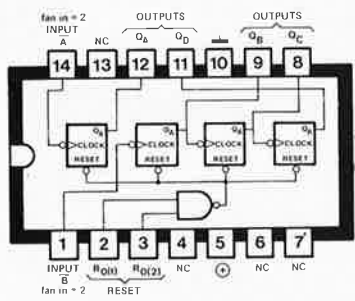 fan in = 2 OUTPUTS OUTPUTS
INPUT
A NC QA QD QB QC
14 13 12 11 10 9 8
QA QA QA QA
CLOCK CLOCK CLOCK CLOCK
RESET RESET RESET RESET
1 2 3 4 5 6 7
INPUT R0(1) R0(2) NC + NC NC
B
fan in = 2 RESET